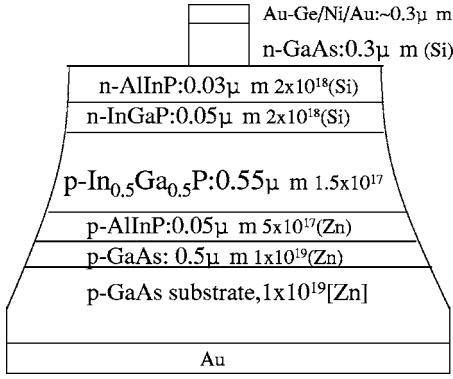 Au-Ge/Ni/Au:~0.3μ m
n-GaAs:0.3μ m (Si)
n-AlInP:0.03μ m 2x10¹⁸(Si)
n-InGaP:0.05μ m 2x10¹⁸(Si)
p-In₀.₅Ga₀.₅P:0.55μ m 1.5x10¹⁷
p-AlInP:0.05μ m 5x10¹⁷(Zn)
p-GaAs: 0.5μ m 1x10¹⁹(Zn)
p-GaAs substrate,1x10¹⁹[Zn]
Au